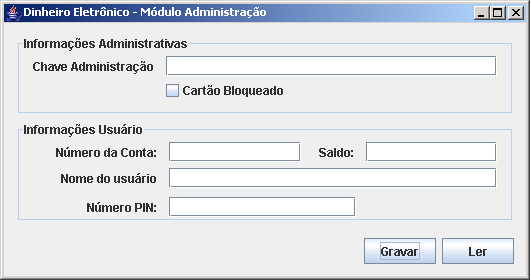 Dinheiro Eletrônico - Módulo Administração
Informações Administrativas
Chave Administração
Cartão Bloqueado
Informações Usuário
Número da Conta: Saldo:
Nome do usuário
Número PIN:
Gravar Ler